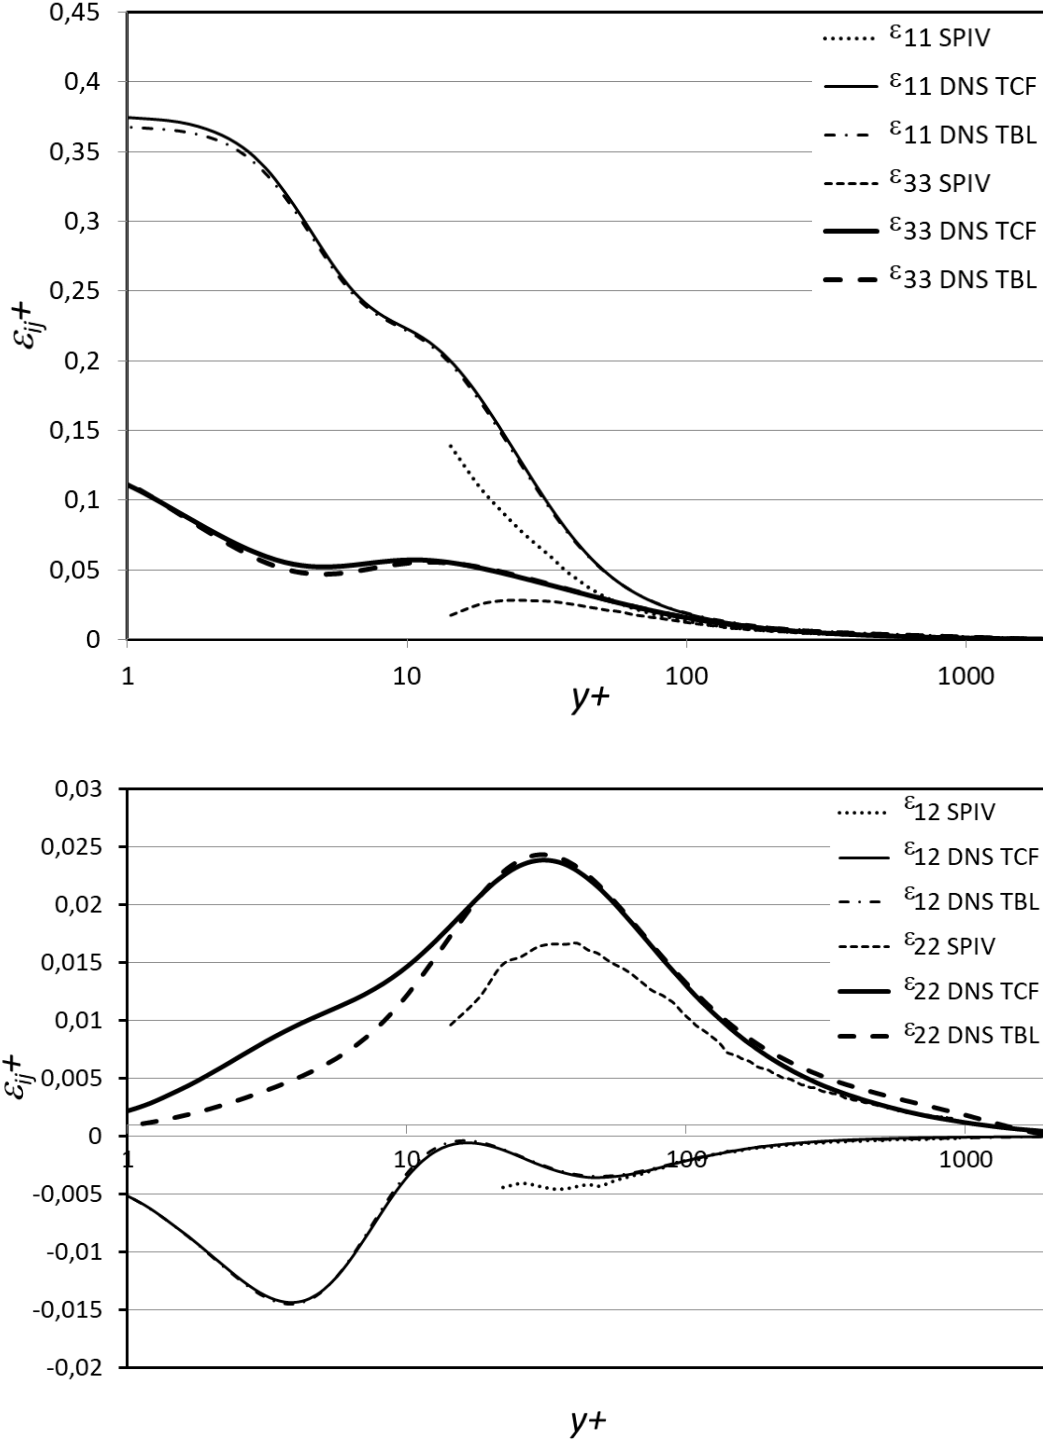 0,45
0,4
0,35
0,3
0,25
0,2
0,15
0,1
0,05
0
εij+
1 10 100 1000
y+
ε11 SPIV
ε11 DNS TCF
ε11 DNS TBL
ε33 SPIV
ε33 DNS TCF
ε33 DNS TBL
0,03
0,025
0,02
0,015
0,01
0,005
0
-0,005
-0,01
-0,015
-0,02
εij+
1 10 100 1000
y+
ε12 SPIV
ε12 DNS TCF
ε12 DNS TBL
ε22 SPIV
ε22 DNS TCF
ε22 DNS TBL